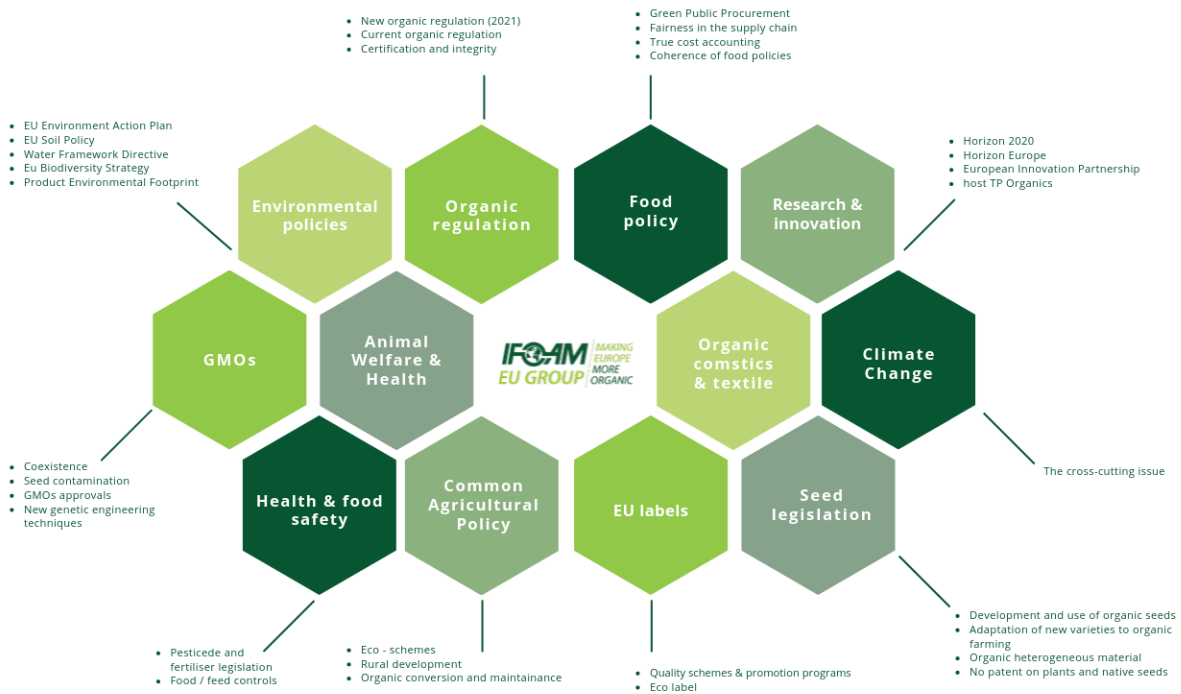 • New organic regulation (2021)
• Current organic regulation
• Certification and integrity
• Green Public Procurement
• Fairness in the supply chain
• True cost accounting
• Coherence of food policies
• EU Environment Action Plan
• EU Soil Policy
• Water Framework Directive
• Eu Biodiversity Strategy
• Product Environmental Footprint
• Horizon 2020
• Horizon Europe
• European Innovation Partnership
• host TP Organics
Environmental
policies
Organic
regulation
Food
policy
Research &
innovation
GMOs
Animal
Welfare &
Health
IFOAM
EU GROUP
MAKING
EUROPE
MORE
ORGANIC
Organic
comstics
& textile
Climate
Change
• Coexistence
• Seed contamination
• GMOs approvals
• New genetic engineering
techniques
The cross-cutting issue
Health & food
safety
Common
Agricultural
Policy
EU labels
Seed
legislation
• Pesticede and
fertiliser legislation
• Food / feed controls
• Eco - schemes
• Rural development
• Organic conversion and maintainance
• Quality schemes & promotion programs
• Eco label
• Development and use of organic seeds
• Adaptation of new varieties to organic
farming
• Organic heterogeneous material
• No patent on plants and native seeds